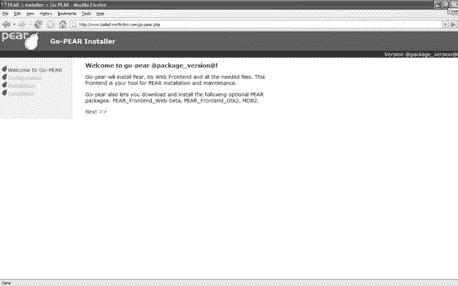 PEAR :: Installer :: Go-PEAR - Mozilla Firefox
File Edit View History Bookmarks Tools Help
pear
Go-PEAR Installer
Version @package_version@
Welcome to Go-PEAR
Configuration
Installation
Completed
Welcome to go-pear @package_version@!
Go-pear will install Pear, its Web Frontend and all the needed files. This
frontend is your tool for PEAR installation and maintenance.
Go-pear also lets you download and install the following optional PEAR
packages: PEAR_Frontend_Web-beta, PEAR_Frontend_Gtk2, MDB2.
Next >>
Done